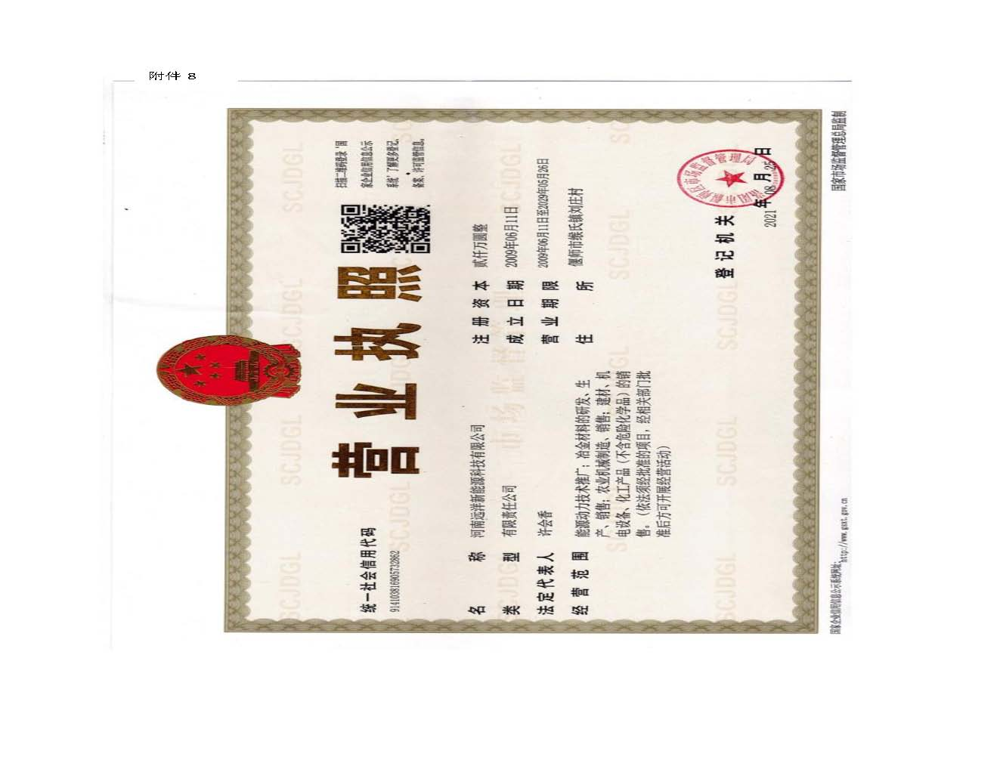 附件 8
营业执照
统一社会信用代码
914103816905732862
扫描二维码登录‘国
家企业信用信息公示
系统’了解更多登记、
备案、许可监管信息。
名 称 河南远洋新能源科技有限公司
类 型 有限责任公司
法定代表人 许会香
经营范围 能源动力技术推广；冶金材料的研发、生
产、销售；农业机械制造、销售；建材、机
电设备、化工产品（不含危险化学品）的销
售。（依法须经批准的项目，经相关部门批
准后方可开展经营活动）
注册资本 贰仟万圆整
成立日期 2009年06月11日
营业期限 2009年06月11日至2029年05月26日
住 所 偃师市缑氏镇刘庄村
登记机关
2021年08月25日
国家企业信用信息公示系统网址：
http://www.gsxt.gov.cn
国家市场监督管理总局监制